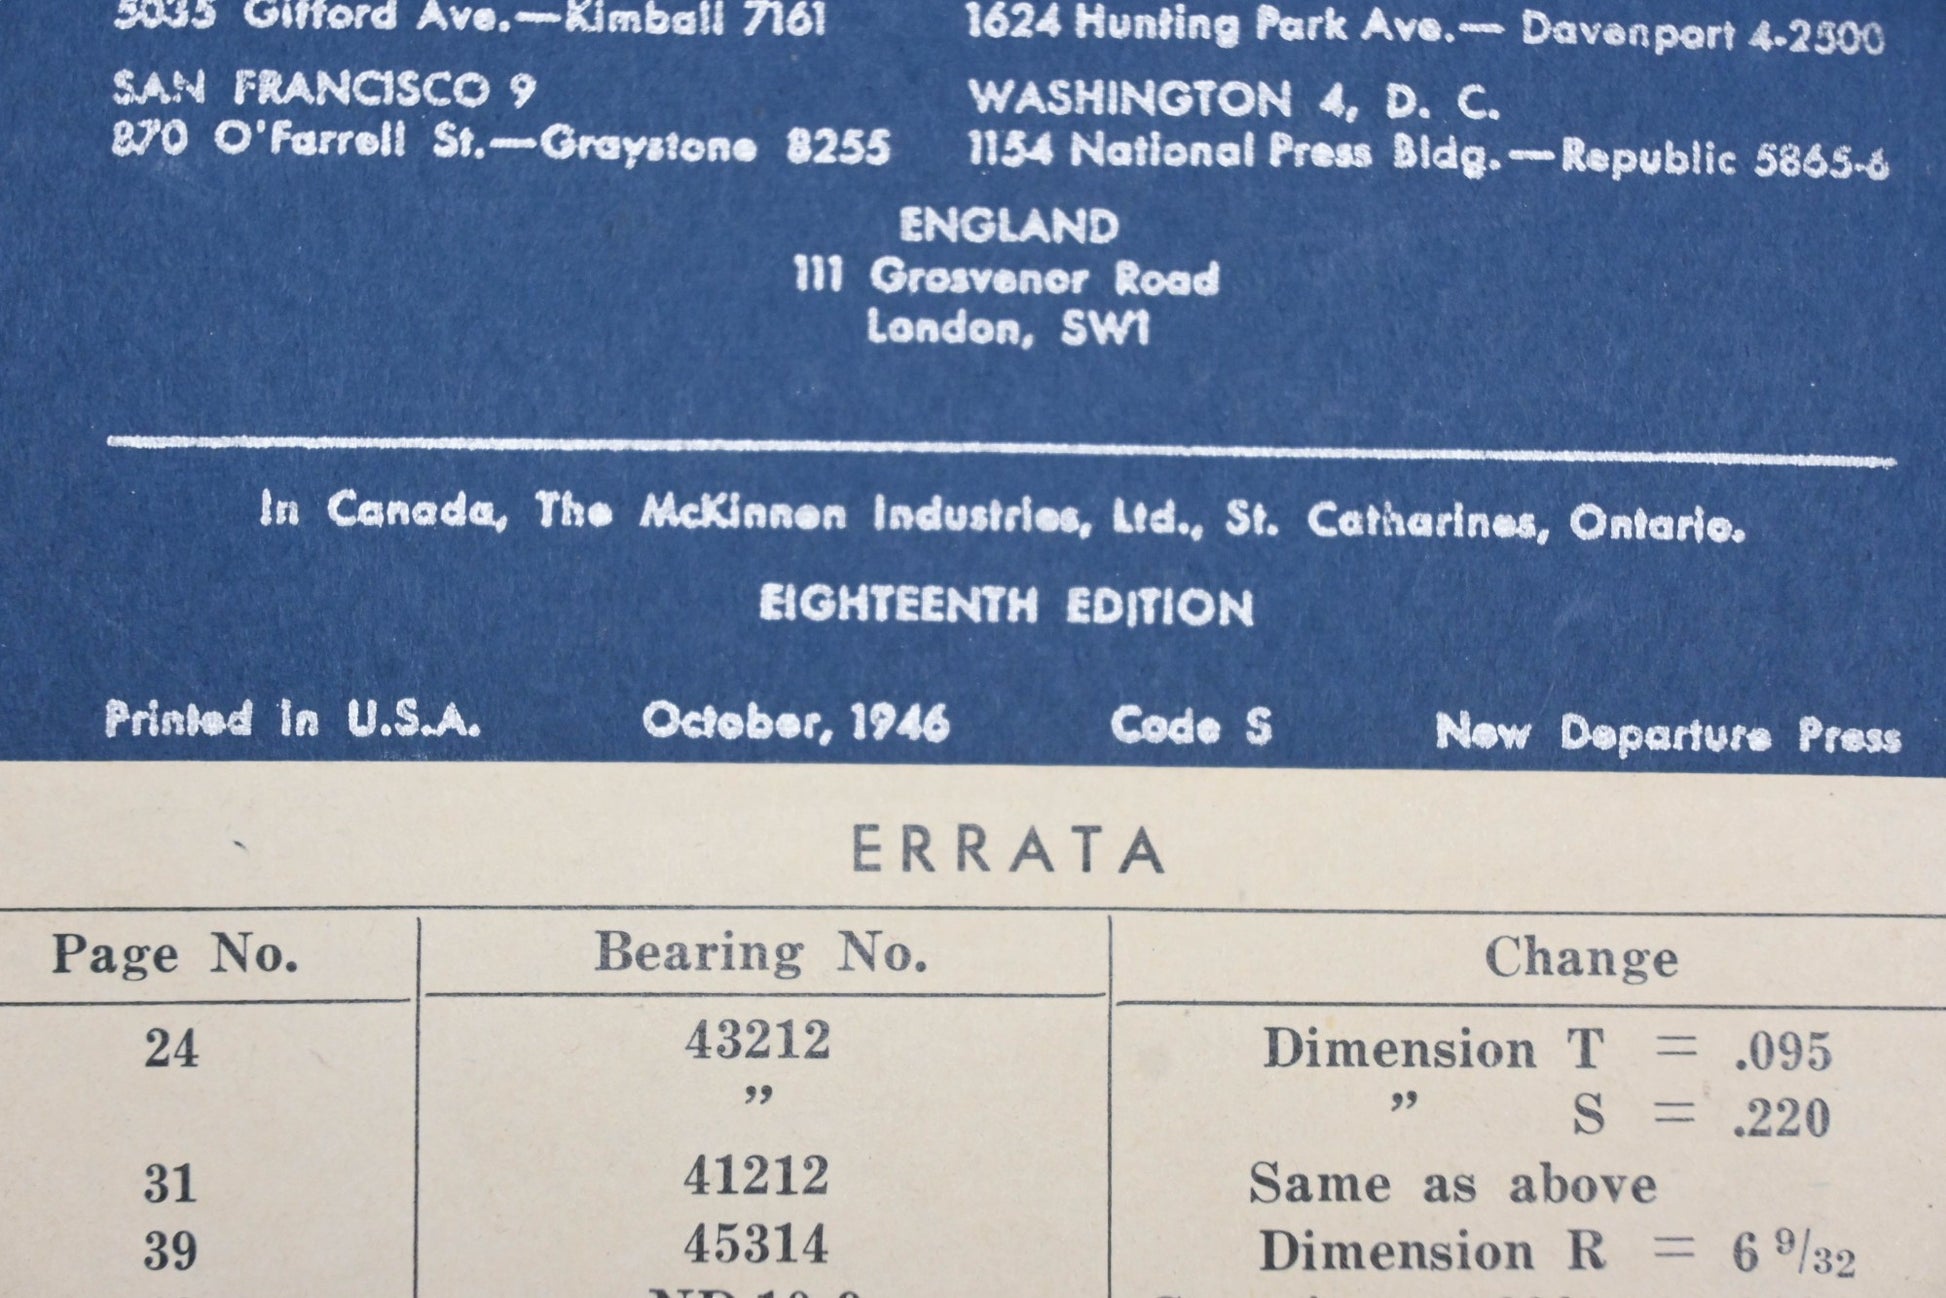 5035 Gifford Ave.—Kimball 7161
1624 Hunting Park Ave.— Davenport 4-2500
SAN FRANCISCO 9
870 O'Farrell St.—Graystone 8255
WASHINGTON 4, D. C.
1154 National Press Bldg.—Republic 5865-6
ENGLAND
111 Grosvenor Road
London, SW1
In Canada, The McKinnon Industries, Ltd., St. Catharines, Ontario.
EIGHTEENTH EDITION
Printed in U.S.A. October, 1946 Code S New Departure Press
ERRATA
Page No. Bearing No. Change
24 43212 Dimension T = .095
” ” S = .220
31 41212 Same as above
39 45314 Dimension R = 6 9/32